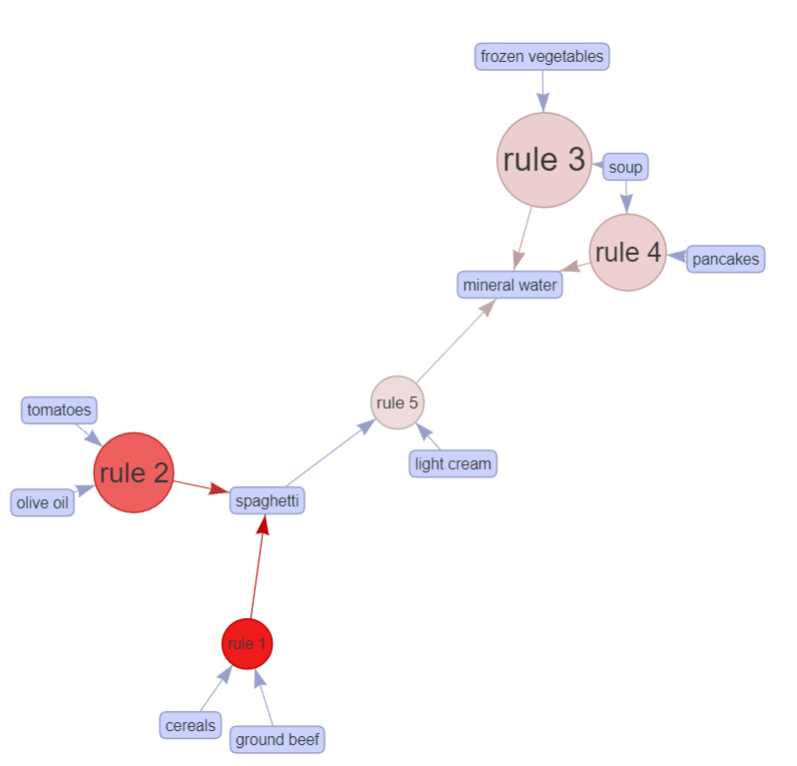 frozen vegetables
rule 3
soup
rule 4
pancakes
mineral water
rule 5
tomatoes
light cream
rule 2
olive oil
spaghetti
rule 1
cereals
ground beef